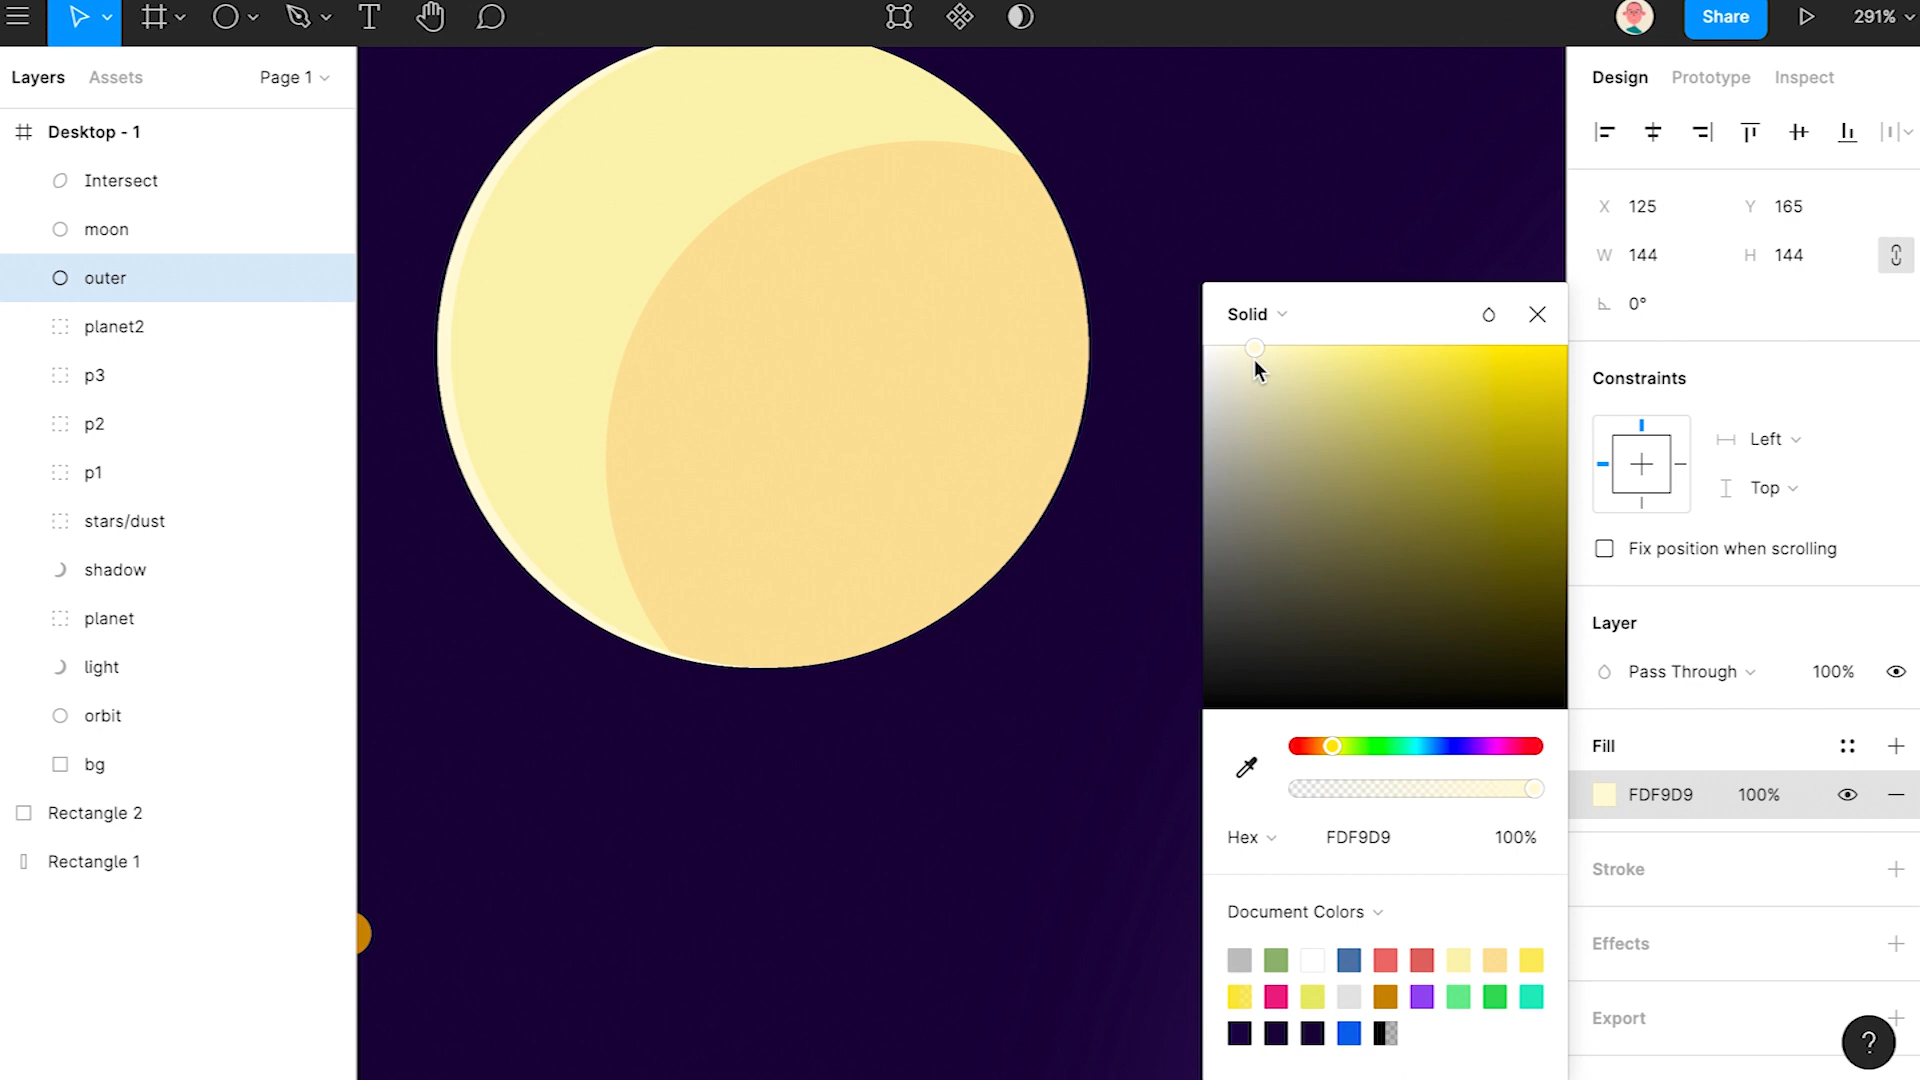 Share
291%
Layers
Assets
Page 1
Desktop - 1
Intersect
moon
outer
planet2
p3
p2
p1
stars/dust
shadow
planet
light
orbit
bg
Rectangle 2
Rectangle 1
Solid
Hex
FDF9D9
100%
Document Colors
Design
Prototype
Inspect
X 125
Y 165
W 144
H 144
0°
Constraints
Left
Top
Fix position when scrolling
Layer
Pass Through
100%
Fill
FDF9D9
100%
Stroke
Effects
Export
?